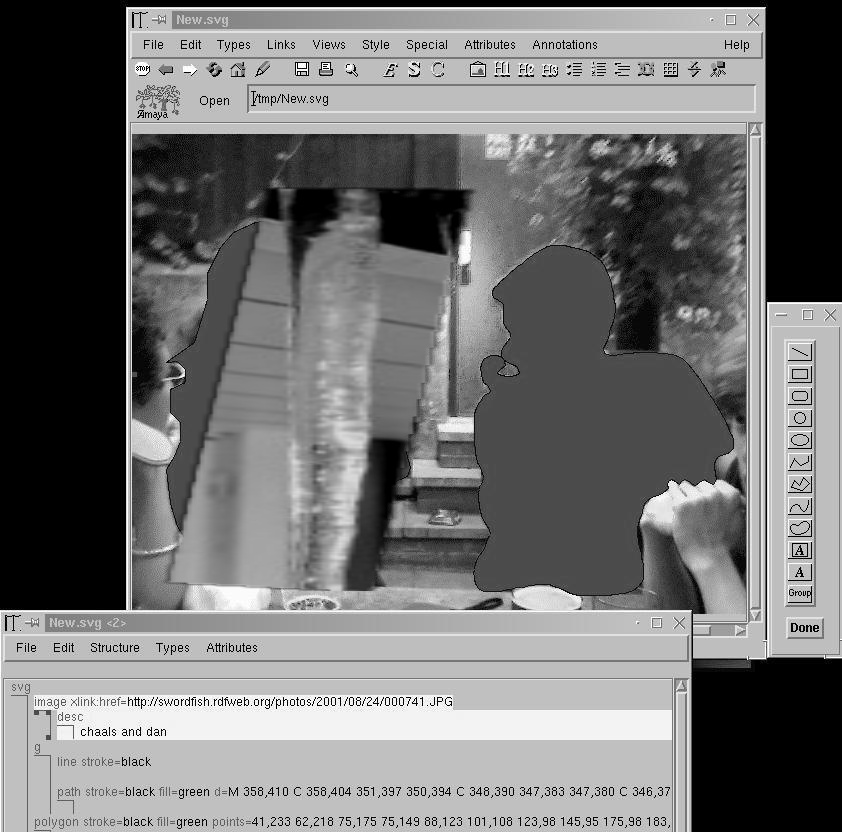 New.svg
File Edit Types Links Views Style Special Attributes Annotations Help
STOP E S C H1 H2 H3
Amaya Open /tmp/New.svg
A
A
Group
Done
New.svg <2>
File Edit Structure Types Attributes
svg
image xlink:href=http://swordfish.rdfweb.org/photos/2001/08/24/000741.JPG
desc
chaals and dan
g
line stroke=black
path stroke=black fill=green d=M 358,410 C 358,404 351,397 350,394 C 348,390 347,383 347,380 C 346,37
polygon stroke=black fill=green points=41,233 62,218 75,175 75,149 88,123 101,108 123,98 145,95 175,98 183,